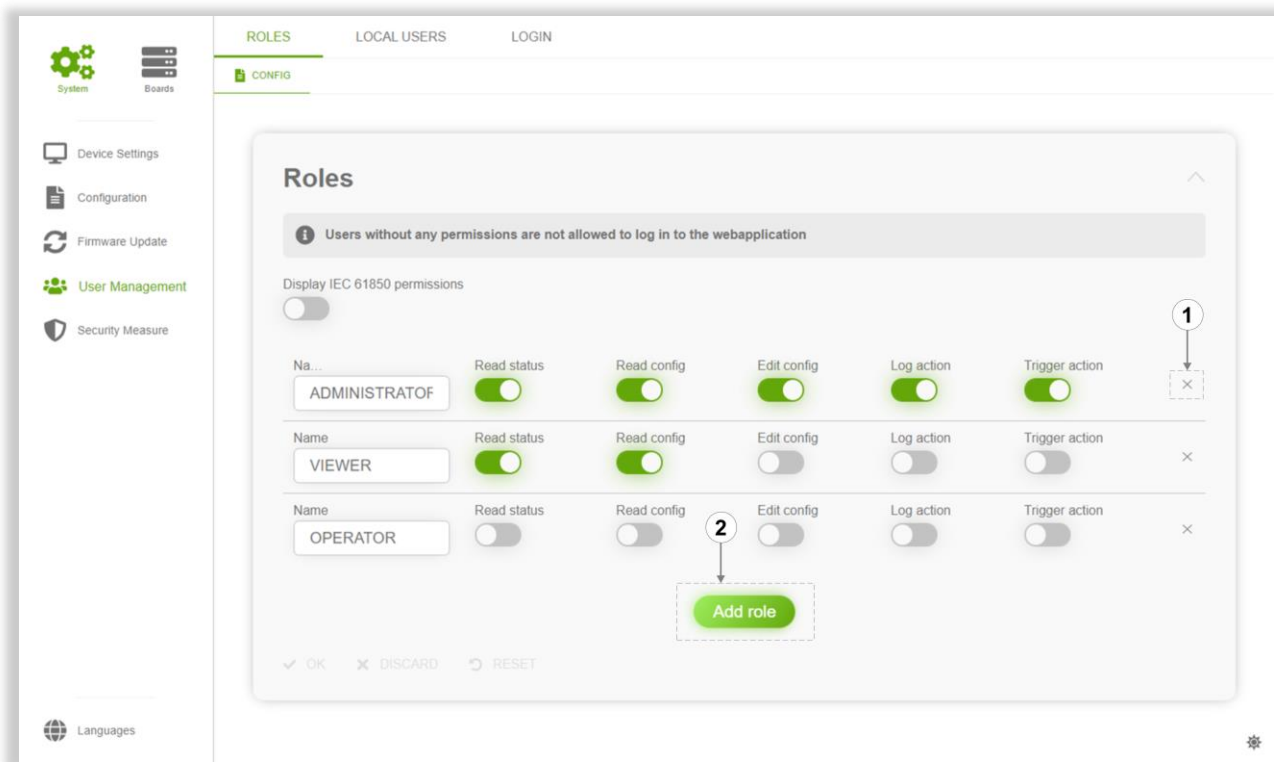 ROLES LOCAL USERS LOGIN
System Boards
CONFIG
Device Settings
Configuration
Firmware Update
User Management
Security Measure
Languages
Roles
Users without any permissions are not allowed to log in to the webapplication
Display IEC 61850 permissions
1
Na... Read status Read config Edit config Log action Trigger action
ADMINISTRATOR
Name Read status Read config Edit config Log action Trigger action
VIEWER
Name Read status Read config Edit config Log action Trigger action
OPERATOR
2
Add role
OK DISCARD RESET